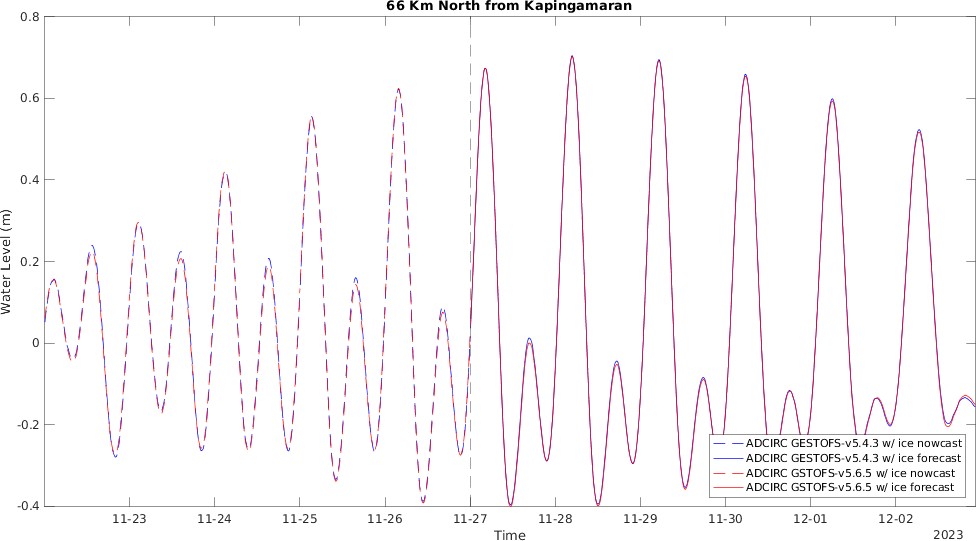 66 Km North from Kapingamaran
Water Level (m)
0.8
0.6
0.4
0.2
0
-0.2
-0.4
11-23
11-24
11-25
11-26
11-27
11-28
11-29
11-30
12-01
12-02
Time
2023
ADCIRC GESTOFS-v5.4.3 w/ ice nowcast
ADCIRC GESTOFS-v5.4.3 w/ ice forecast
ADCIRC GSTOFS-v5.6.5 w/ ice nowcast
ADCIRC GSTOFS-v5.6.5 w/ ice forecast